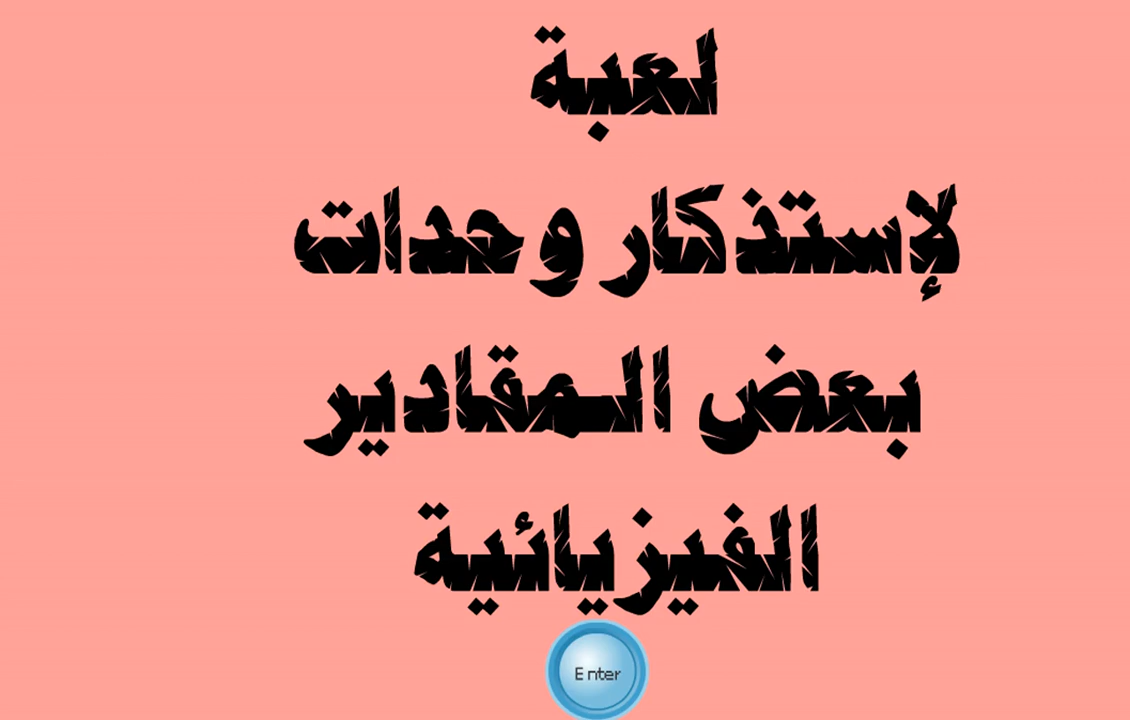 لعبة
لإستذكار وحدات
بعض المقادير
الفيزيائية
Enter